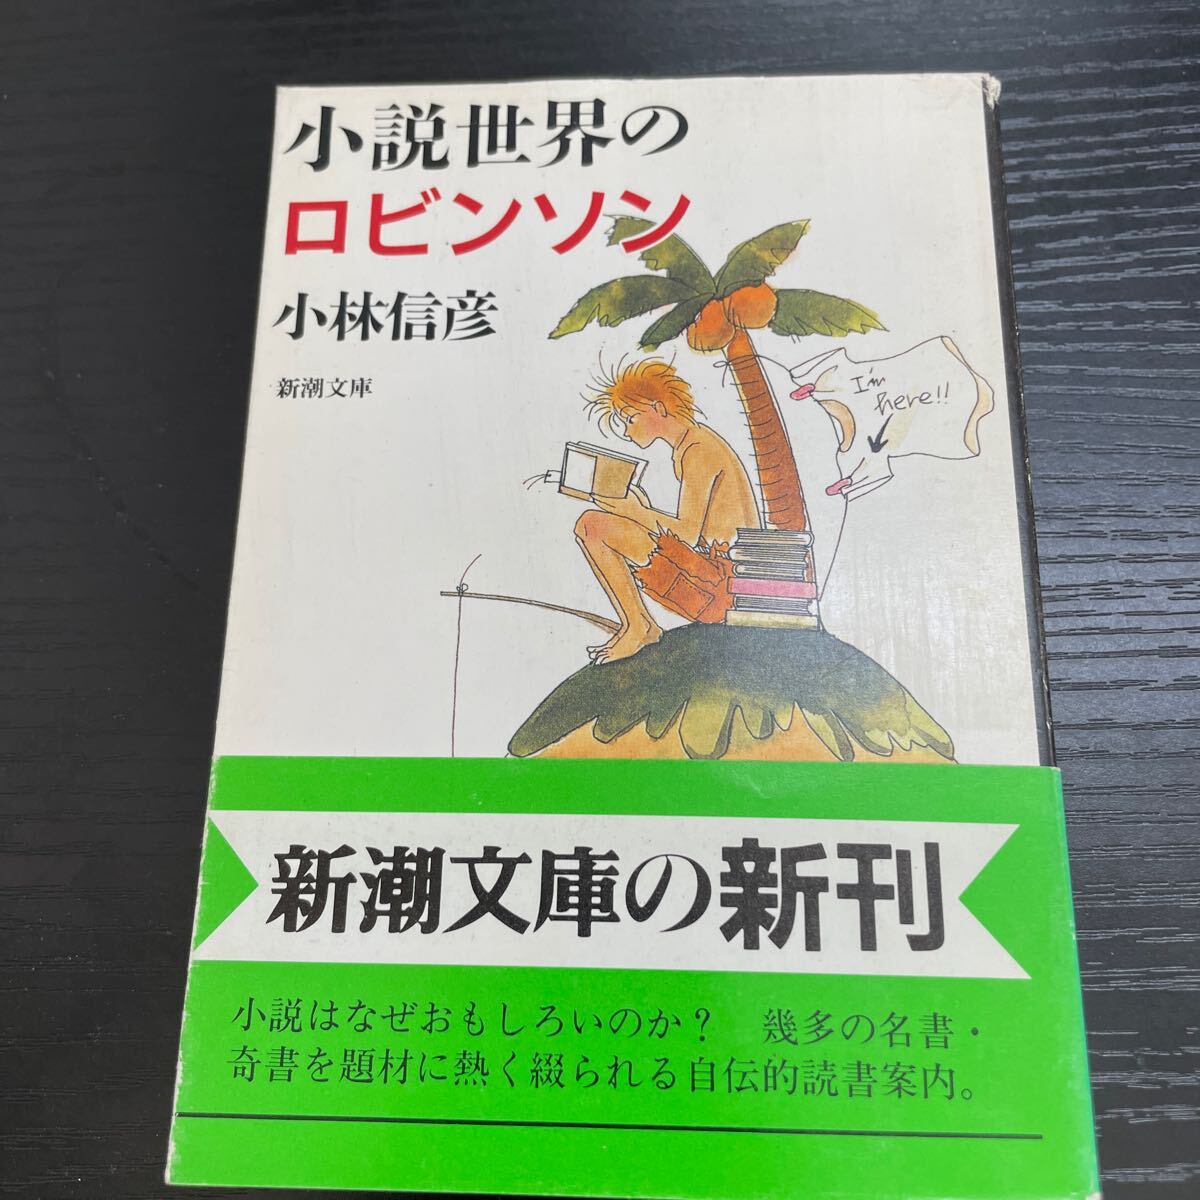 小説世界の
ロビンソン
小林信彦
新潮文庫
I'm
here!!
新潮文庫の新刊
小説はなぜおもしろいのか？　幾多の名書・
奇書を題材に熱く綴られる自伝的読書案内。